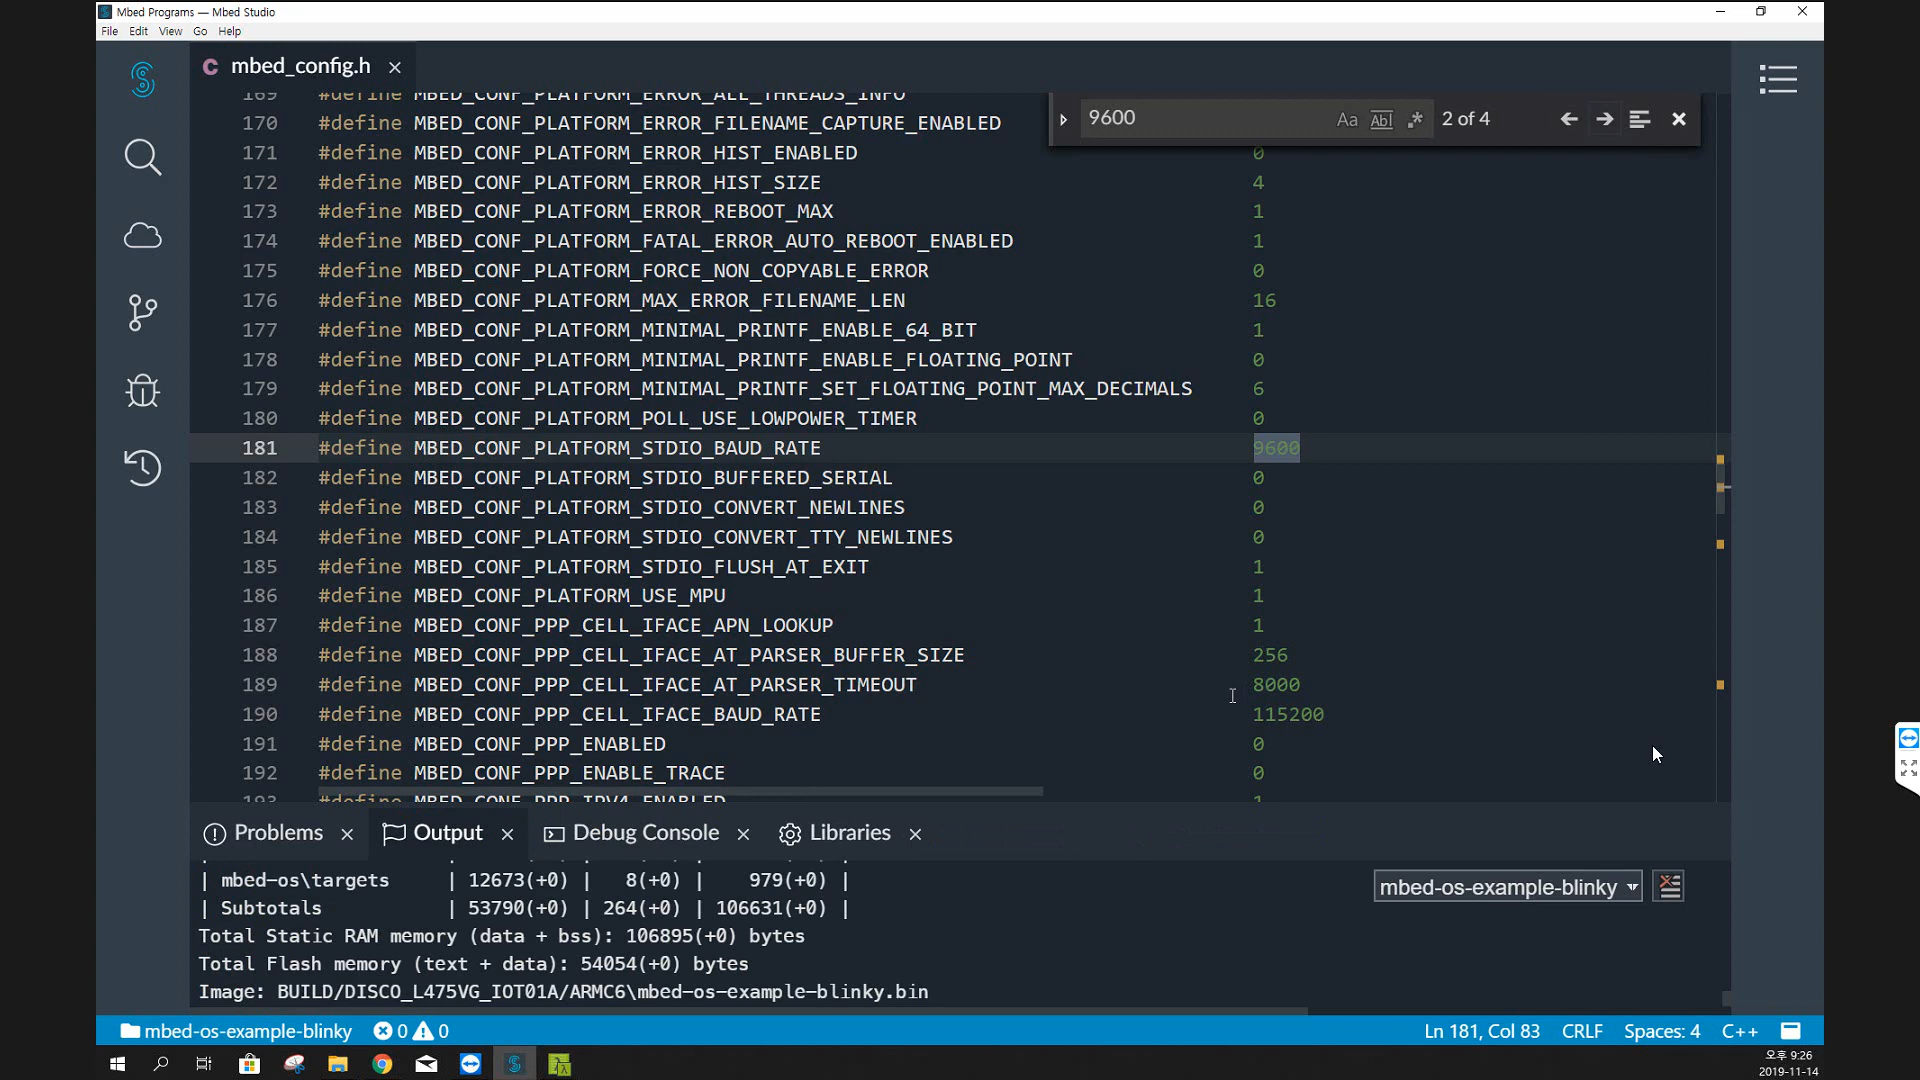 Mbed Programs — Mbed Studio
File Edit View Go Help
C mbed_config.h ×
169 #define MBED_CONF_PLATFORM_ERROR_ALL_THREADS_INFO
9600 Aa Abl .* 2 of 4
170 #define MBED_CONF_PLATFORM_ERROR_FILENAME_CAPTURE_ENABLED
171 #define MBED_CONF_PLATFORM_ERROR_HIST_ENABLED 0
172 #define MBED_CONF_PLATFORM_ERROR_HIST_SIZE 4
173 #define MBED_CONF_PLATFORM_ERROR_REBOOT_MAX 1
174 #define MBED_CONF_PLATFORM_FATAL_ERROR_AUTO_REBOOT_ENABLED 1
175 #define MBED_CONF_PLATFORM_FORCE_NON_COPYABLE_ERROR 0
176 #define MBED_CONF_PLATFORM_MAX_ERROR_FILENAME_LEN 16
177 #define MBED_CONF_PLATFORM_MINIMAL_PRINTF_ENABLE_64_BIT 1
178 #define MBED_CONF_PLATFORM_MINIMAL_PRINTF_ENABLE_FLOATING_POINT 0
179 #define MBED_CONF_PLATFORM_MINIMAL_PRINTF_SET_FLOATING_POINT_MAX_DECIMALS 6
180 #define MBED_CONF_PLATFORM_POLL_USE_LOWPOWER_TIMER 0
181 #define MBED_CONF_PLATFORM_STDIO_BAUD_RATE 9600
182 #define MBED_CONF_PLATFORM_STDIO_BUFFERED_SERIAL 0
183 #define MBED_CONF_PLATFORM_STDIO_CONVERT_NEWLINES 0
184 #define MBED_CONF_PLATFORM_STDIO_CONVERT_TTY_NEWLINES 0
185 #define MBED_CONF_PLATFORM_STDIO_FLUSH_AT_EXIT 1
186 #define MBED_CONF_PLATFORM_USE_MPU 1
187 #define MBED_CONF_PPP_CELL_IFACE_APN_LOOKUP 1
188 #define MBED_CONF_PPP_CELL_IFACE_AT_PARSER_BUFFER_SIZE 256
189 #define MBED_CONF_PPP_CELL_IFACE_AT_PARSER_TIMEOUT 8000
190 #define MBED_CONF_PPP_CELL_IFACE_BAUD_RATE 115200
191 #define MBED_CONF_PPP_ENABLED 0
192 #define MBED_CONF_PPP_ENABLE_TRACE 0
193 #define MBED_CONF_PPP_IPV4_ENABLED 1
Problems × Output × Debug Console × Libraries ×
| mbed-os\targets | 12673(+0) | 8(+0) | 979(+0) |
mbed-os-example-blinky
| Subtotals | 53790(+0) | 264(+0) | 106631(+0) |
Total Static RAM memory (data + bss): 106895(+0) bytes
Total Flash memory (text + data): 54054(+0) bytes
Image: BUILD/DISCO_L475VG_IOT01A/ARMC6\mbed-os-example-blinky.bin
mbed-os-example-blinky 0 0 Ln 181, Col 83 CRLF Spaces: 4 C++
오후 9:26
2019-11-14